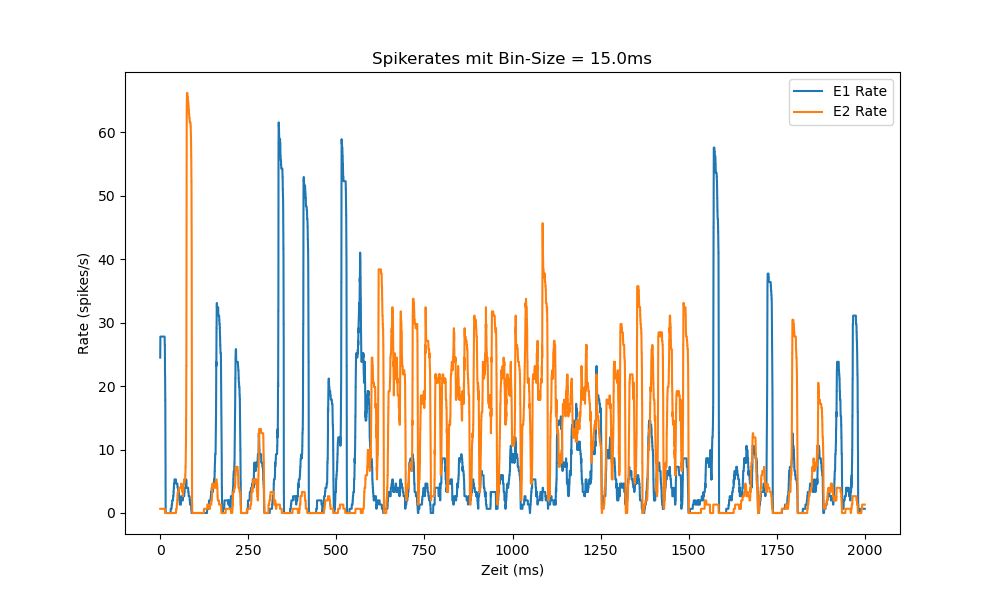 Spikerates mit Bin-Size = 15.0ms
E1 Rate
E2 Rate
Rate (spikes/s)
60
50
40
30
20
10
0
0 250 500 750 1000 1250 1500 1750 2000
Zeit (ms)